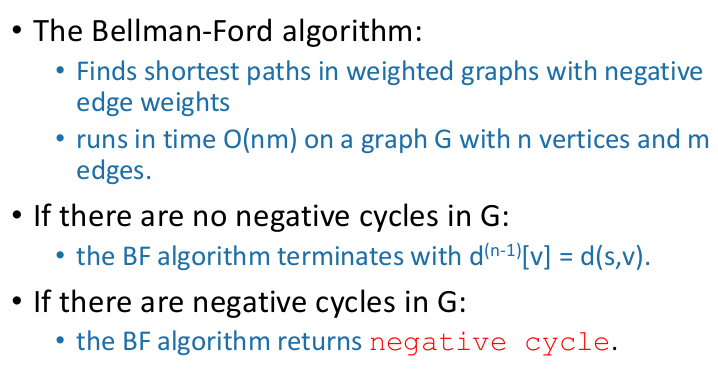 • The Bellman-Ford algorithm:
• Finds shortest paths in weighted graphs with negative
edge weights
• runs in time O(nm) on a graph G with n vertices and m
edges.
• If there are no negative cycles in G:
• the BF algorithm terminates with d⁽ⁿ⁻¹⁾[v] = d(s,v).
• If there are negative cycles in G:
• the BF algorithm returns negative cycle.